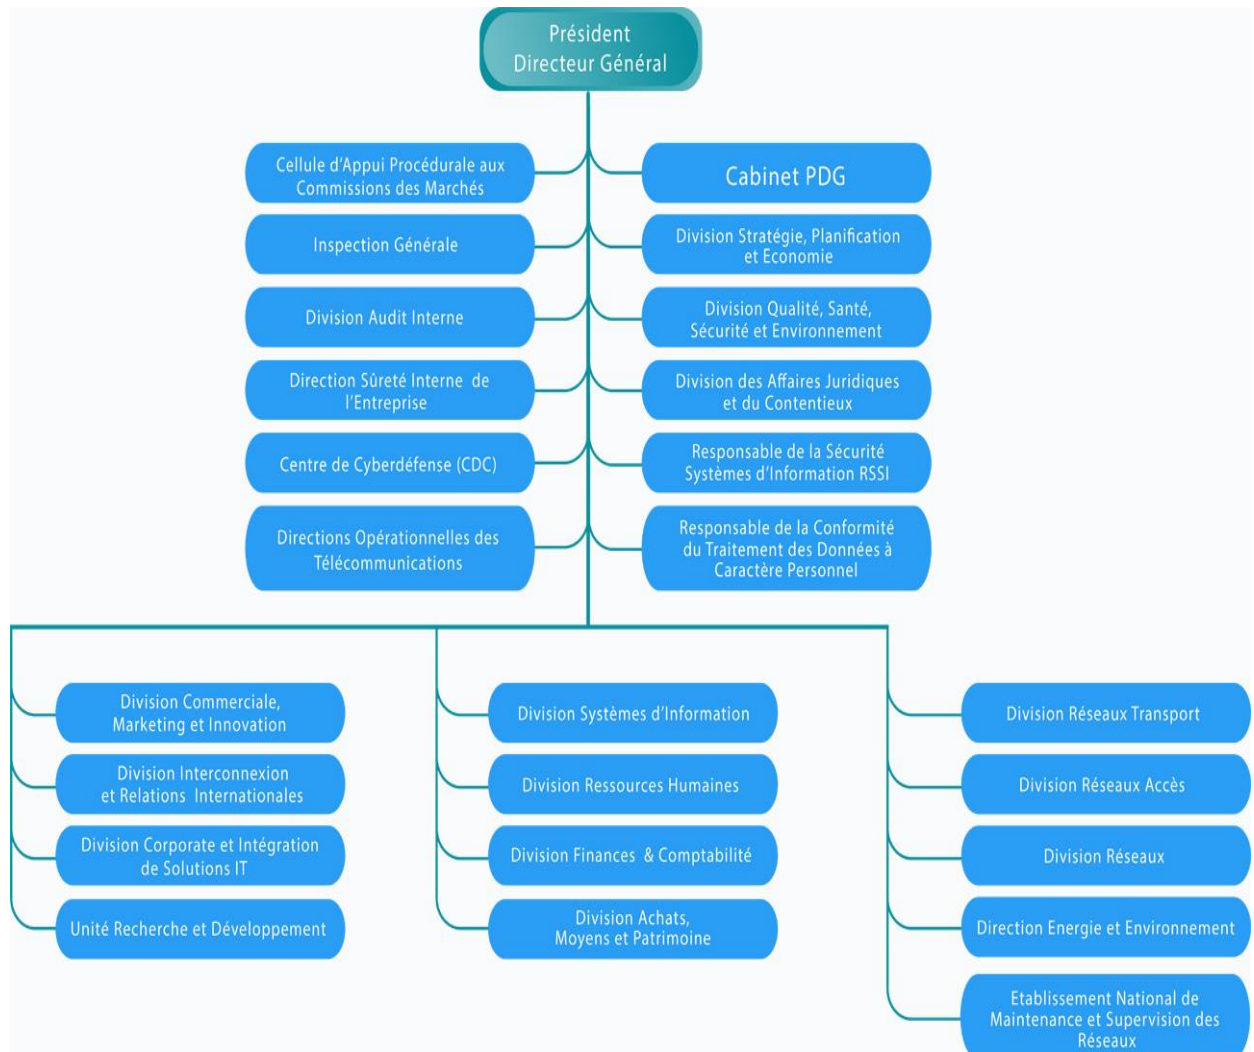 Président
Directeur Général
Cellule d'Appui Procédurale aux
Commissions des Marchés
Cabinet PDG
Inspection Générale
Division Stratégie, Planification
et Economie
Division Audit Interne
Division Qualité, Santé,
Sécurité et Environnement
Direction Sûreté Interne de
l'Entreprise
Division des Affaires Juridiques
et du Contentieux
Centre de Cyberdéfense (CDC)
Responsable de la Sécurité
Systèmes d'Information RSSI
Directions Opérationnelles des
Télécommunications
Responsable de la Conformité
du Traitement des Données à
Caractère Personnel
Division Commerciale,
Marketing et Innovation
Division Interconnexion
et Relations Internationales
Division Corporate et Intégration
de Solutions IT
Unité Recherche et Développement
Division Systèmes d'Information
Division Ressources Humaines
Division Finances & Comptabilité
Division Achats,
Moyens et Patrimoine
Division Réseaux Transport
Division Réseaux Accès
Division Réseaux
Direction Energie et Environnement
Etablissement National de
Maintenance et Supervision des
Réseaux